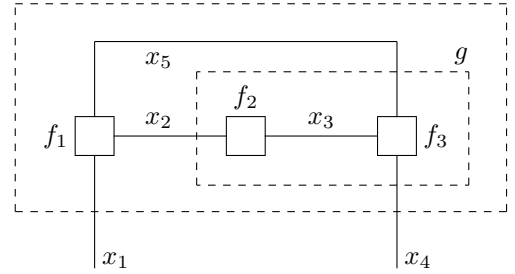 g
x₅
f₂
f₁ x₂ x₃ f₃
x₁ x₄